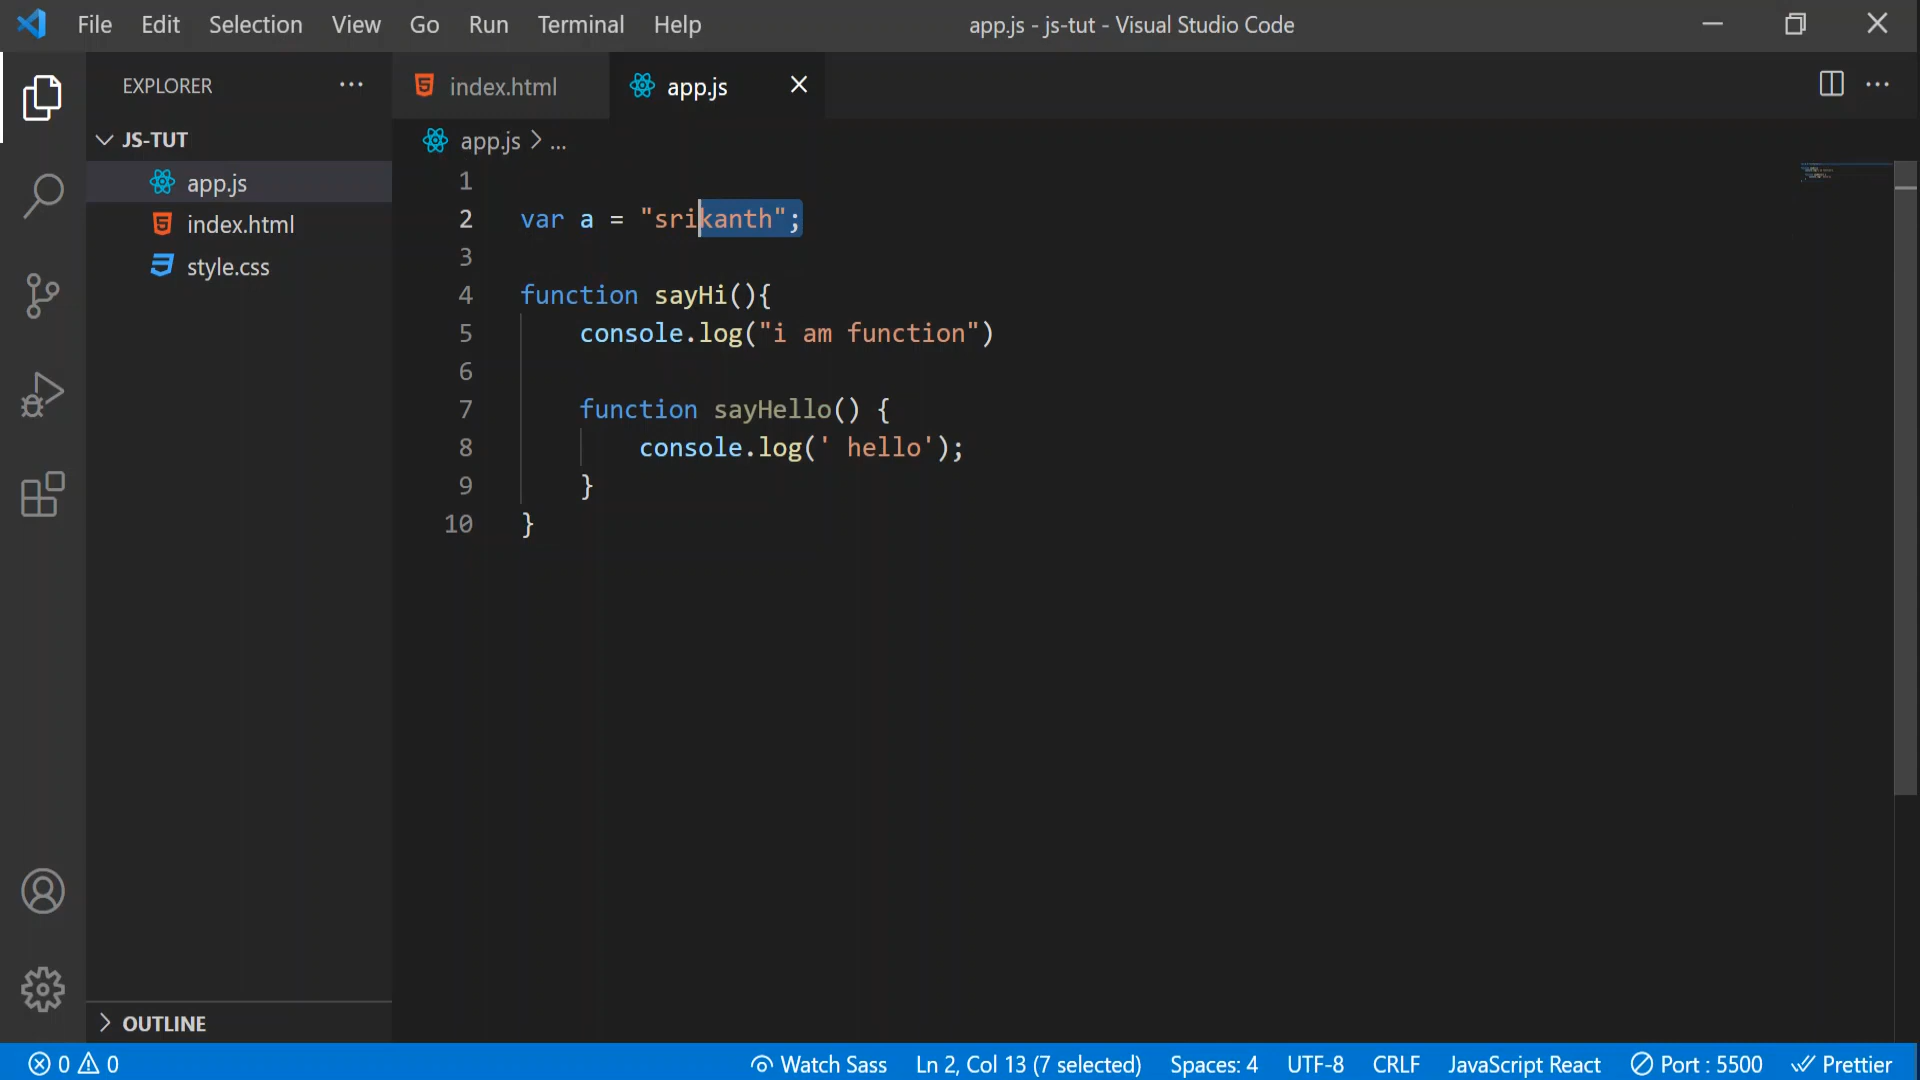 File Edit Selection View Go Run Terminal Help app.js - js-tut - Visual Studio Code
EXPLORER
JS-TUT
app.js
index.html
style.css
OUTLINE
index.html app.js
app.js > ...
1
2 var a = "srikanth";
3
4 function sayHi(){
5 console.log("i am function")
6
7 function sayHello() {
8 console.log(' hello');
9 }
10 }
0 0 Watch Sass Ln 2, Col 13 (7 selected) Spaces: 4 UTF-8 CRLF JavaScript React Port : 5500 Prettier